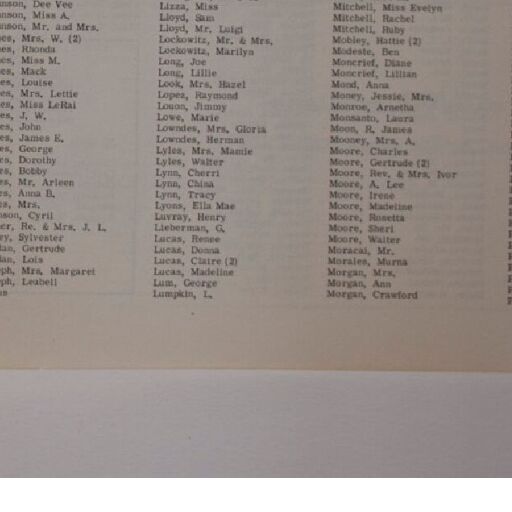 nson, Dee Vee
nson, Miss A.
nson, Mr. and Mrs.
es, Mrs. W. (2)
es, Rhonda
es, Miss M.
es, Mack
es, Louise
es, Mrs. Lettie
es, Miss LeRai
es, J. W.
es, John
es, James E.
es, George
es, Dorothy
es, Bobby
es, Mr. Arleen
es, Anna B.
es, Mrs.
nson, Cyril
er, Re. & Mrs. J. L.
ey, Sylvester
dan, Gertrude
dan, Lois
eph, Mrs. Margaret
ph, Leabell
Lizza, Miss
Lloyd, Sam
Lloyd, Mr. Luigi
Lockowitz, Mr. & Mrs.
Lockowitz, Marilyn
Long, Joe
Long, Lillie
Look, Mrs. Hazel
Lopez, Raymond
Louon, Jimmy
Lowe, Marie
Lowndes, Mrs. Gloria
Lowndes, Herman
Lyles, Mrs. Mamie
Lyles, Walter
Lynn, Cherri
Lynn, China
Lynn, Tracy
Lyons, Ella Mae
Luvray, Henry
Lieberman, G.
Lucas, Renee
Lucas, Donna
Lucas, Claire (2)
Lucas, Madeline
Lum, George
Lumpkin, L.
Mitchell, Miss Evelyn
Mitchell, Rachel
Mitchell, Ruby
Mobley, Hattie (2)
Modeste, Ben
Moncrief, Diane
Moncrief, Lillian
Mond, Anna
Money, Jessie, Mrs.
Monroe, Arnetha
Monsanto, Laura
Moon, R. James
Mooney, Mrs. A.
Moore, Charles
Moore, Gertrude (2)
Moore, Rev. & Mrs. Ivor
Moore, A. Lee
Moore, Irene
Moore, Madeline
Moore, Rosetta
Moore, Sheri
Moore, Walter
Moracai, Mr.
Morales, Murna
Morgan, Mrs.
Morgan, Ann
Morgan, Crawford